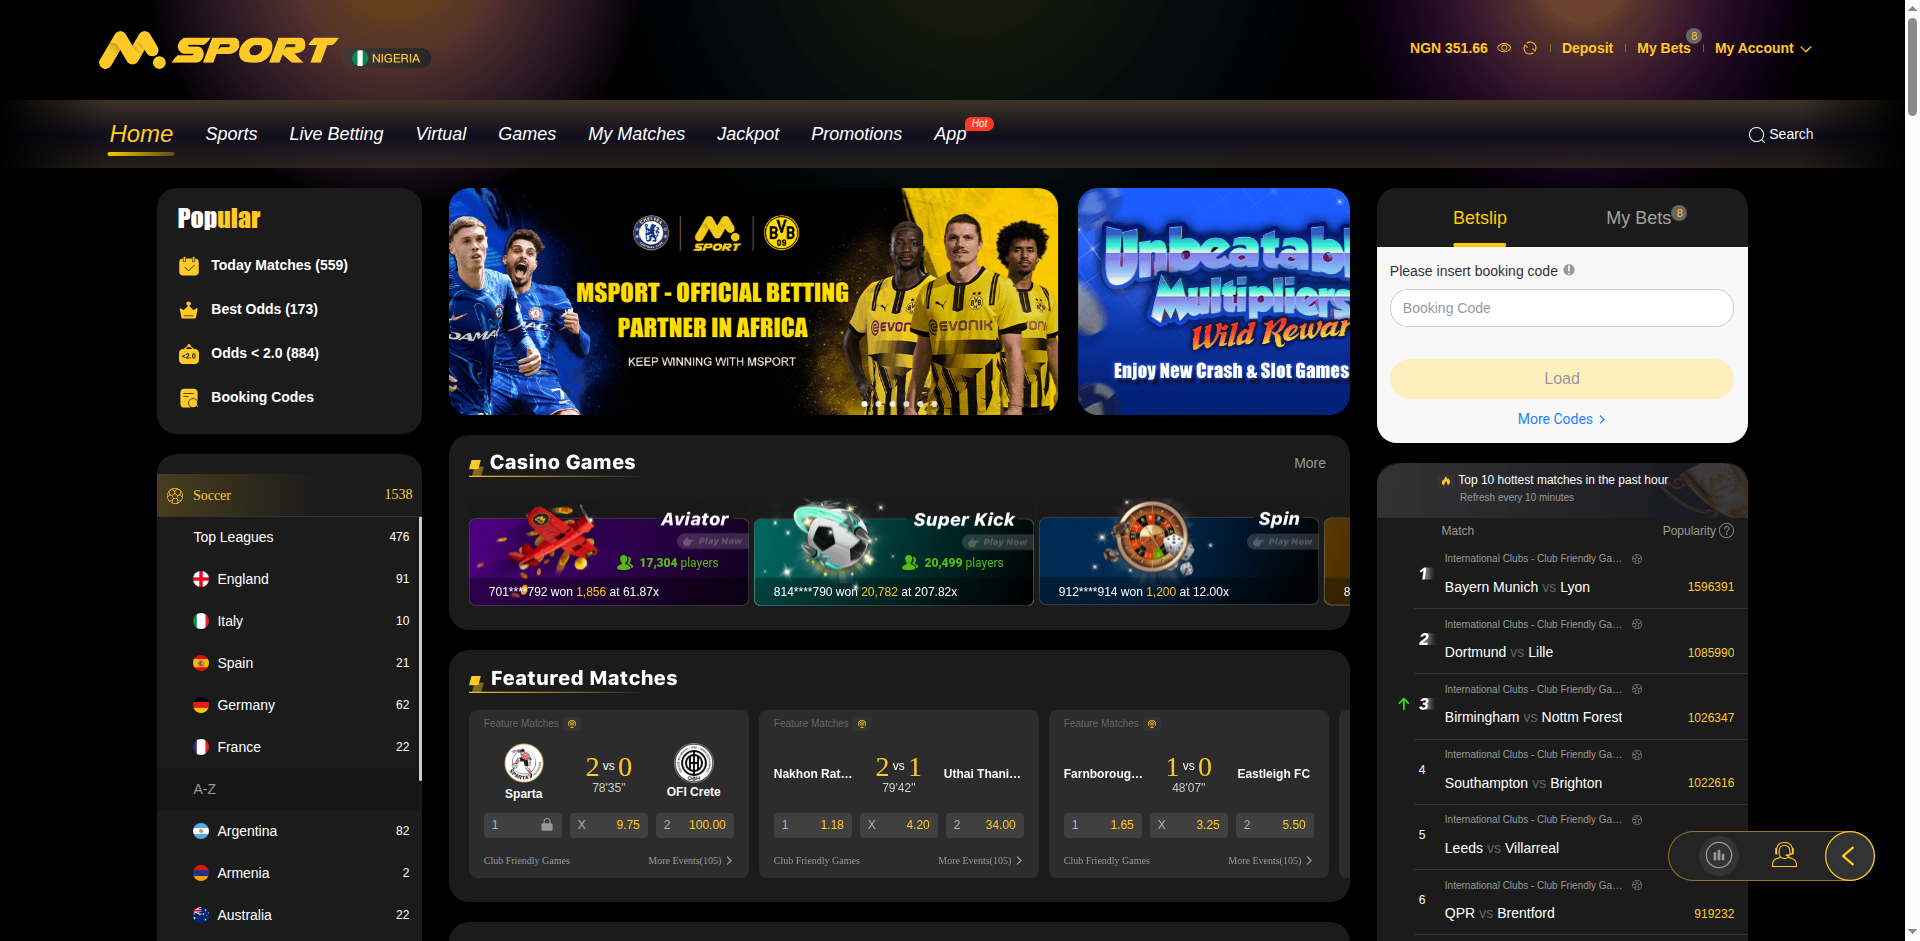 M.SPORT
NIGERIA
NGN 351.66
Deposit
My Bets
8
My Account
Home
Sports
Live Betting
Virtual
Games
My Matches
Jackpot
Promotions
App
Hot
Search
Popular
Today Matches (559)
Best Odds (173)
<2.0
Odds < 2.0 (884)
Booking Codes
Soccer
1538
Top Leagues
476
England
91
Italy
10
Spain
21
Germany
62
France
22
A-Z
Argentina
82
Armenia
2
Australia
22
M.
SPORT
BVB
09
MSPORT - OFFICIAL BETTING
PARTNER IN AFRICA
KEEP WINNING WITH MSPORT
EVONIK
Unbeatab
Multipliers
Wild Rewar
Enjoy New Crash & Slot Games
Casino Games
More
Aviator
Play Now
17,304 players
701****792 won 1,856 at 61.87x
Super Kick
Play Now
20,499 players
814****790 won 20,782 at 207.82x
Spin
Play Now
912****914 won 1,200 at 12.00x
8
Featured Matches
Feature Matches
Sparta
2 vs 0
78'35"
OFI Crete
1
X 9.75
2 100.00
Club Friendly Games
More Events(105)
Feature Matches
Nakhon Rat...
2 vs 1
79'42"
Uthai Thani...
1 1.18
X 4.20
2 34.00
Club Friendly Games
More Events(105)
Feature Matches
Farnboroug...
1 vs 0
48'07"
Eastleigh FC
1 1.65
X 3.25
2 5.50
Club Friendly Games
More Events(105)
Betslip
My Bets
8
Please insert booking code
Booking Code
Load
More Codes
Top 10 hottest matches in the past hour
Refresh every 10 minutes
Match
Popularity
?
International Clubs - Club Friendly Ga...
1
Bayern Munich vs Lyon
1596391
International Clubs - Club Friendly Ga...
2
Dortmund vs Lille
1085990
International Clubs - Club Friendly Ga...
3
Birmingham vs Nottm Forest
1026347
International Clubs - Club Friendly Ga...
4
Southampton vs Brighton
1022616
International Clubs - Club Friendly Ga...
5
Leeds vs Villarreal
International Clubs - Club Friendly Ga...
6
QPR vs Brentford
919232